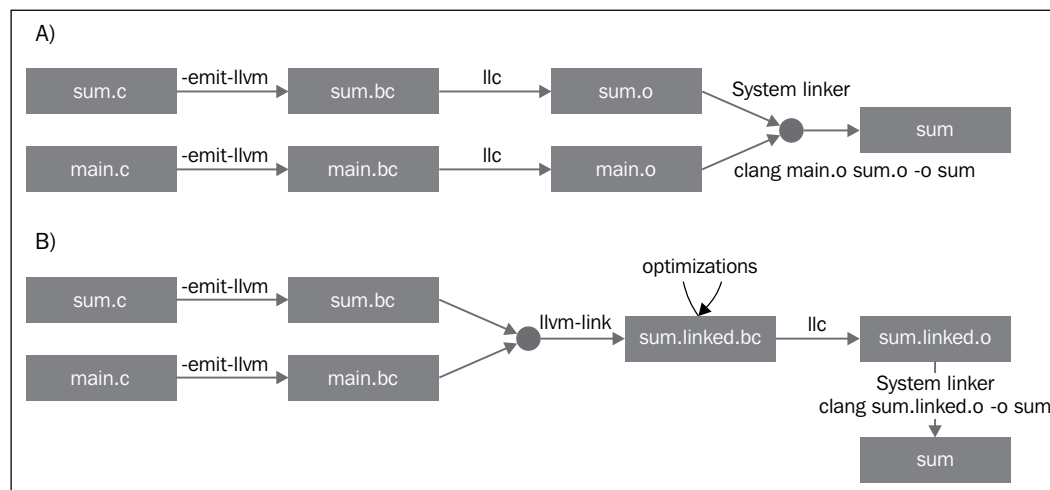 A)
sum.c
-emit-llvm
sum.bc
llc
sum.o
System linker
sum
main.c
-emit-llvm
main.bc
llc
main.o
clang main.o sum.o -o sum
B)
optimizations
sum.c
-emit-llvm
sum.bc
llvm-link
sum.linked.bc
llc
sum.linked.o
main.c
-emit-llvm
main.bc
System linker
clang sum.linked.o -o sum
sum